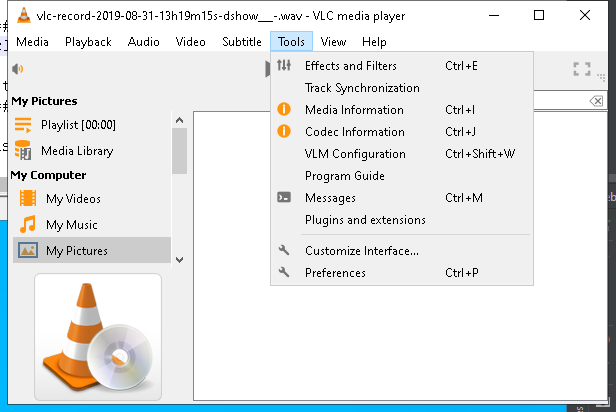 vlc-record-2019-08-31-13h19m15s-dshow__-.wav - VLC media player
Media Playback Audio Video Subtitle Tools View Help
Effects and Filters Ctrl+E
Track Synchronization
Media Information Ctrl+I
Codec Information Ctrl+J
VLM Configuration Ctrl+Shift+W
Program Guide
Messages Ctrl+M
Plugins and extensions
Customize Interface...
Preferences Ctrl+P
My Pictures
Playlist [00:00]
Media Library
My Computer
My Videos
My Music
My Pictures